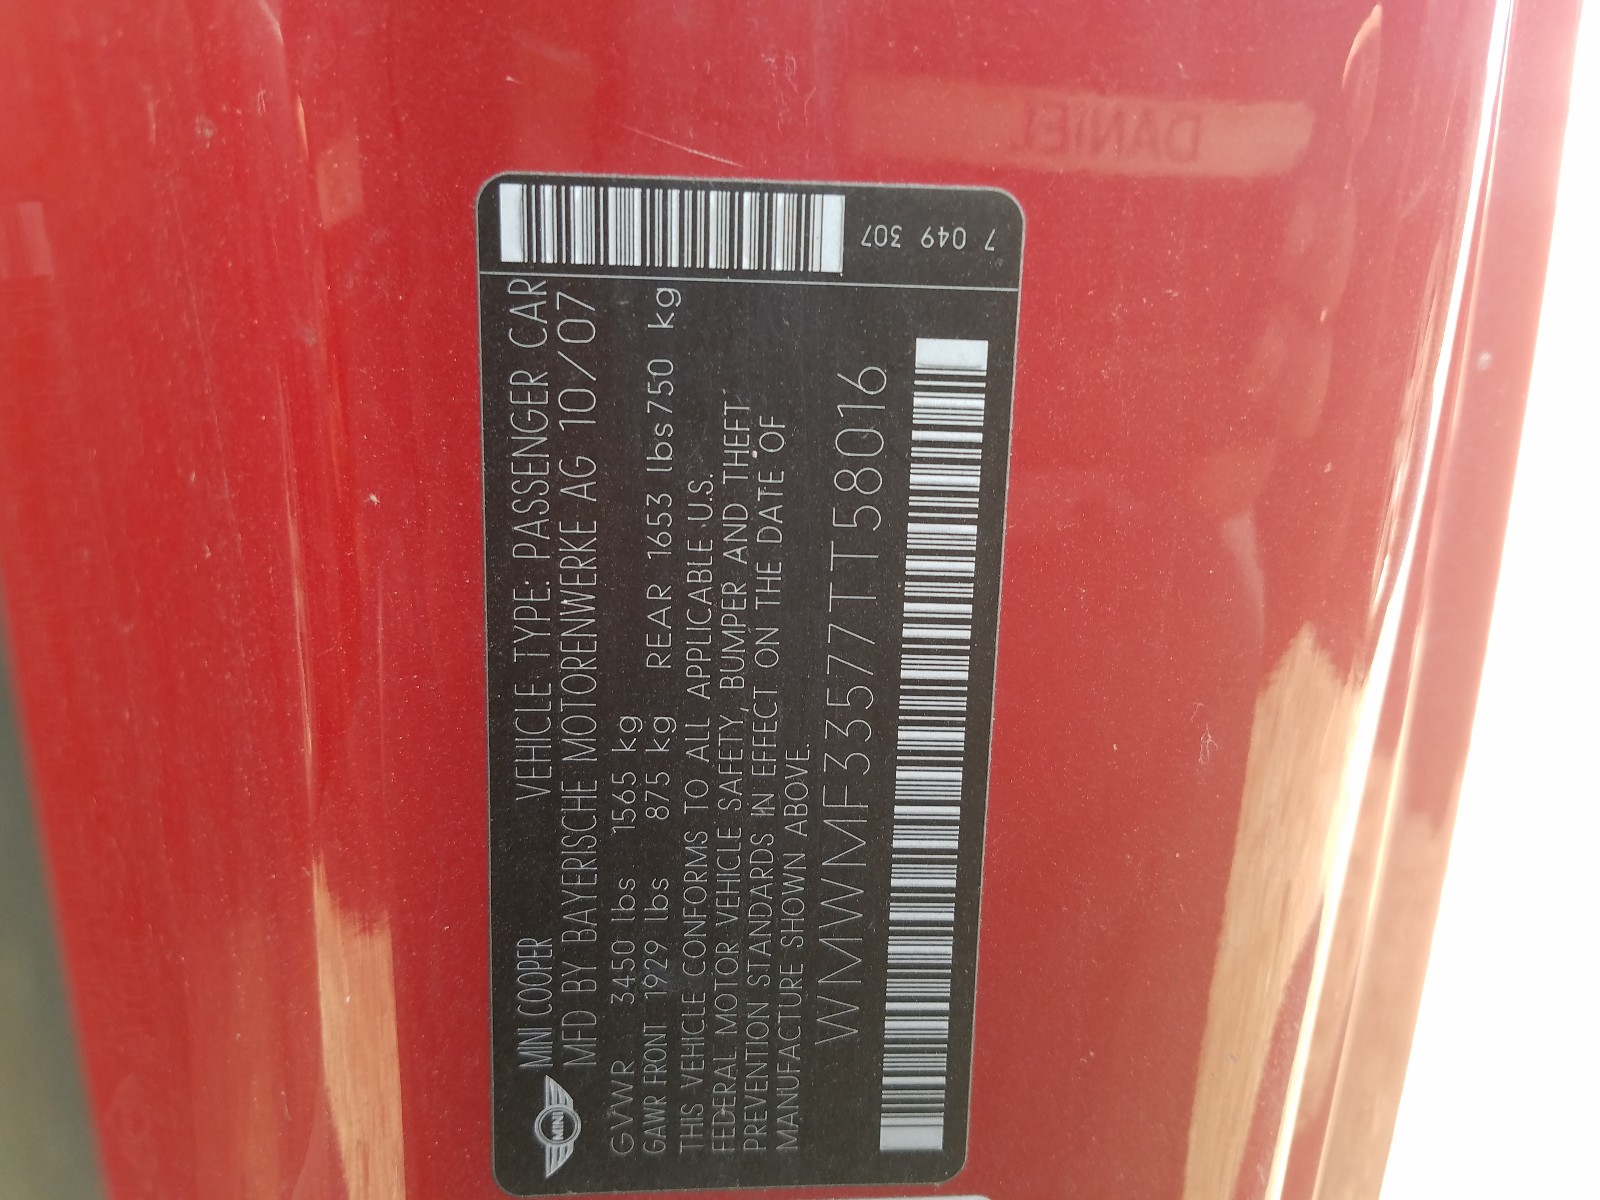 MINI
MINI COOPER VEHICLE TYPE: PASSENGER CAR
MFD BY BAYERISCHE MOTORENWERKE AG 10/07
GVWR 3450 lbs 1565 kg
GAWR FRONT 1929 lbs 875 kg REAR 1653 lbs 750 kg
THIS VEHICLE CONFORMS TO ALL APPLICABLE U.S.
FEDERAL MOTOR VEHICLE SAFETY, BUMPER AND THEFT
PREVENTION STANDARDS IN EFFECT ON THE DATE OF
MANUFACTURE SHOWN ABOVE.
WMWMF33577TT58016
7 049 307
DANIEL